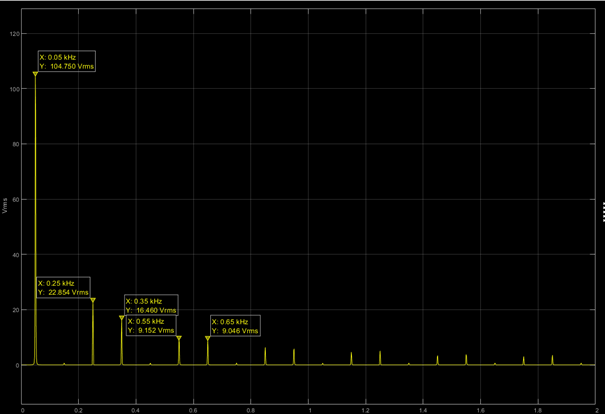 120
X: 0.05 kHz
Y: 104.750 Vrms
100
80
Vrms
60
40
X: 0.25 kHz
Y: 22.854 Vrms
X: 0.35 kHz
Y: 16.460 Vrms
20
X: 0.55 kHz
Y: 9.152 Vrms
X: 0.65 kHz
Y: 9.046 Vrms
0
0 0.2 0.4 0.6 0.8 1 1.2 1.4 1.6 1.8 2